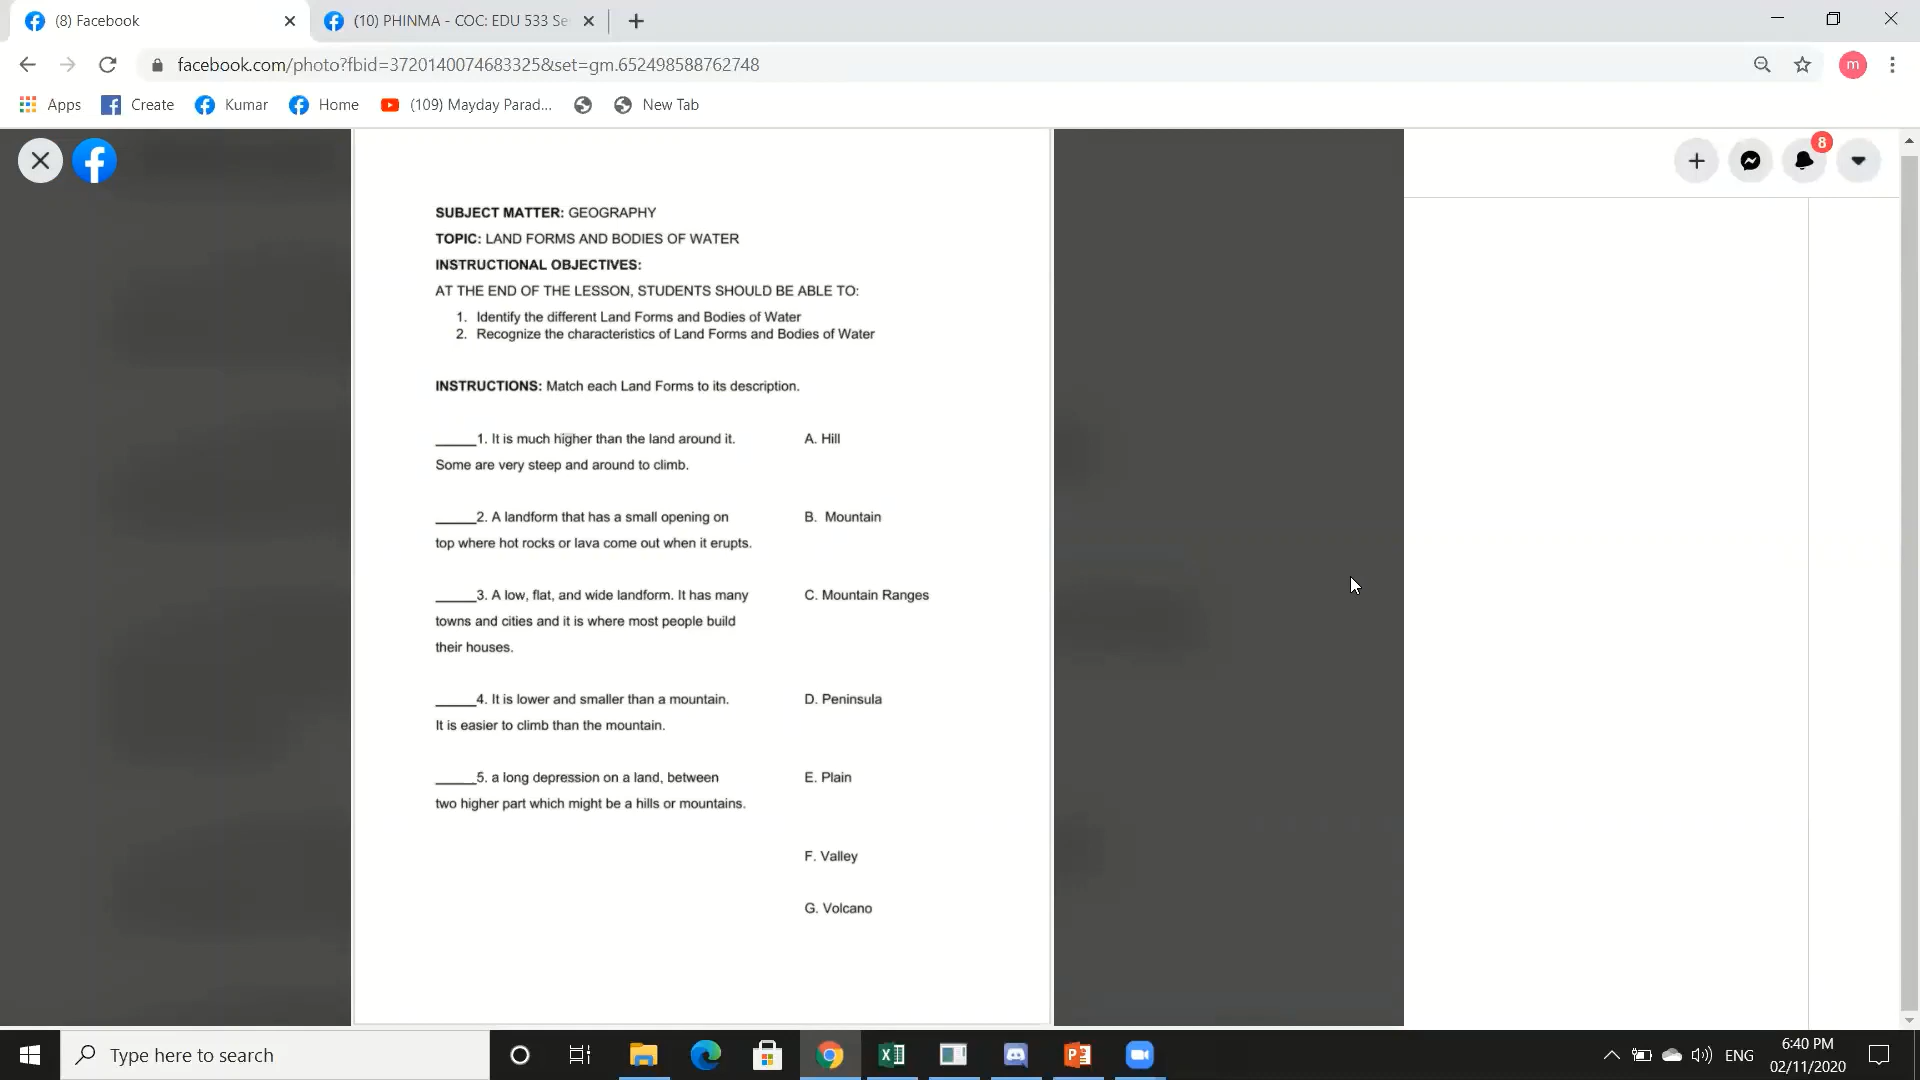 (8) Facebook
(10) PHINMA - COC: EDU 533 Se
facebook.com/photo?fbid=3720140074683325&set=gm.652498588762748
m
Apps
Create
Kumar
Home
(109) Mayday Parad...
New Tab
8
SUBJECT MATTER: GEOGRAPHY
TOPIC: LAND FORMS AND BODIES OF WATER
INSTRUCTIONAL OBJECTIVES:
AT THE END OF THE LESSON, STUDENTS SHOULD BE ABLE TO:
1. Identify the different Land Forms and Bodies of Water
2. Recognize the characteristics of Land Forms and Bodies of Water
INSTRUCTIONS: Match each Land Forms to its description.
_____1. It is much higher than the land around it.
Some are very steep and around to climb.
A. Hill
_____2. A landform that has a small opening on
top where hot rocks or lava come out when it erupts.
B. Mountain
_____3. A low, flat, and wide landform. It has many
towns and cities and it is where most people build
their houses.
C. Mountain Ranges
_____4. It is lower and smaller than a mountain.
It is easier to climb than the mountain.
D. Peninsula
_____5. a long depression on a land, between
two higher part which might be a hills or mountains.
E. Plain
F. Valley
G. Volcano
Type here to search
ENG
6:40 PM
02/11/2020